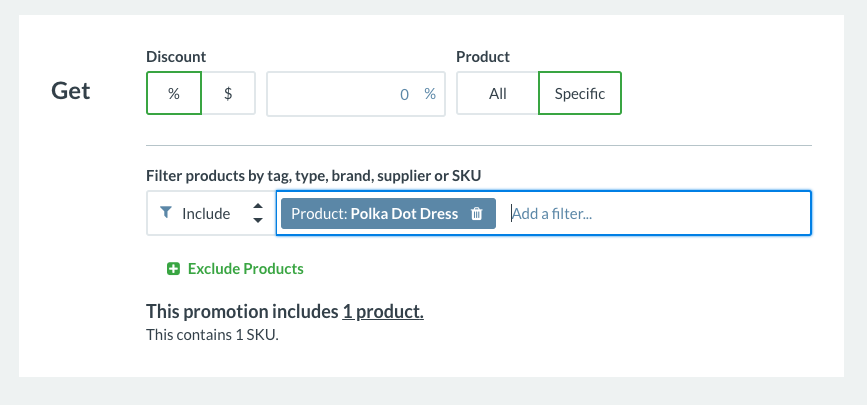 Discount
Product
Get
%
$
0 %
All
Specific
Filter products by tag, type, brand, supplier or SKU
Include
Product: Polka Dot Dress
Add a filter...
Exclude Products
This promotion includes 1 product.
This contains 1 SKU.